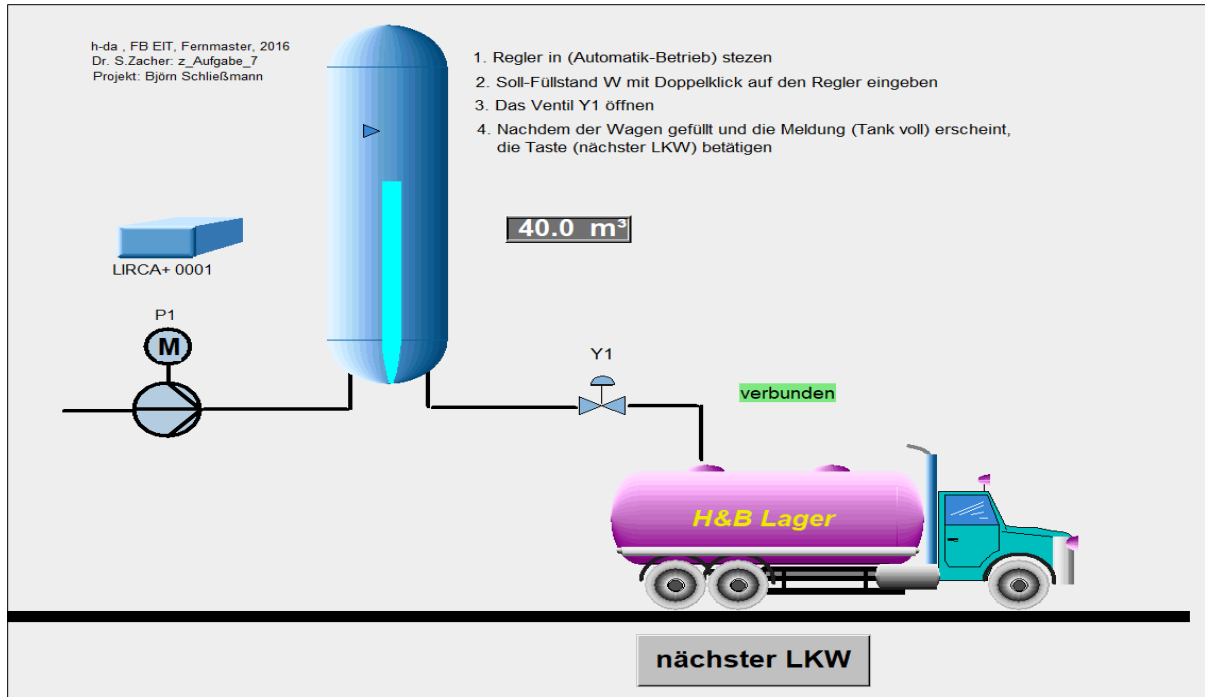 h-da , FB EIT, Fernmaster, 2016
Dr. S.Zacher: z_Aufgabe_7
Projekt: Björn Schließmann
1. Regler in (Automatik-Betrieb) stezen
2. Soll-Füllstand W mit Doppelklick auf den Regler eingeben
3. Das Ventil Y1 öffnen
4. Nachdem der Wagen gefüllt und die Meldung (Tank voll) erscheint,
die Taste (nächster LKW) betätigen
40.0 m³
LIRCA+ 0001
P1
M
Y1
verbunden
H&B Lager
nächster LKW